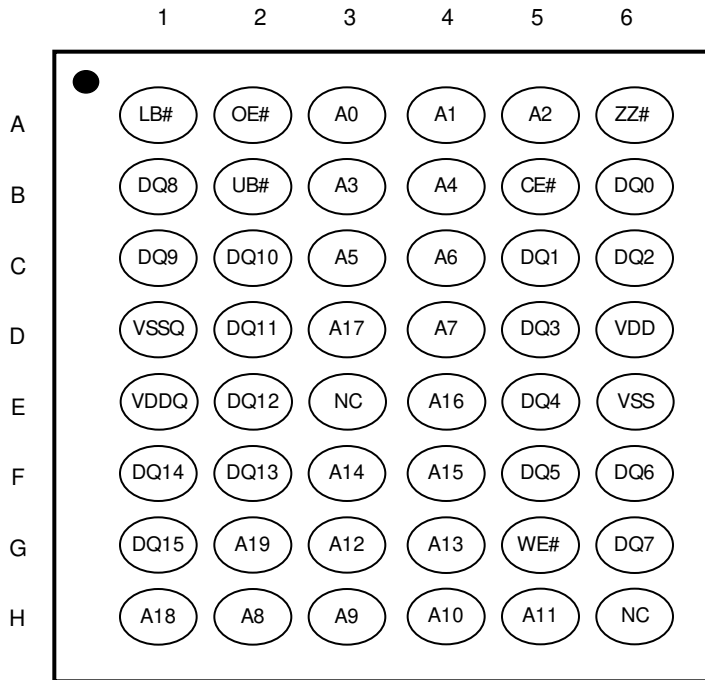 1 2 3 4 5 6
A LB# OE# A0 A1 A2 ZZ#
B DQ8 UB# A3 A4 CE# DQ0
C DQ9 DQ10 A5 A6 DQ1 DQ2
D VSSQ DQ11 A17 A7 DQ3 VDD
E VDDQ DQ12 NC A16 DQ4 VSS
F DQ14 DQ13 A14 A15 DQ5 DQ6
G DQ15 A19 A12 A13 WE# DQ7
H A18 A8 A9 A10 A11 NC